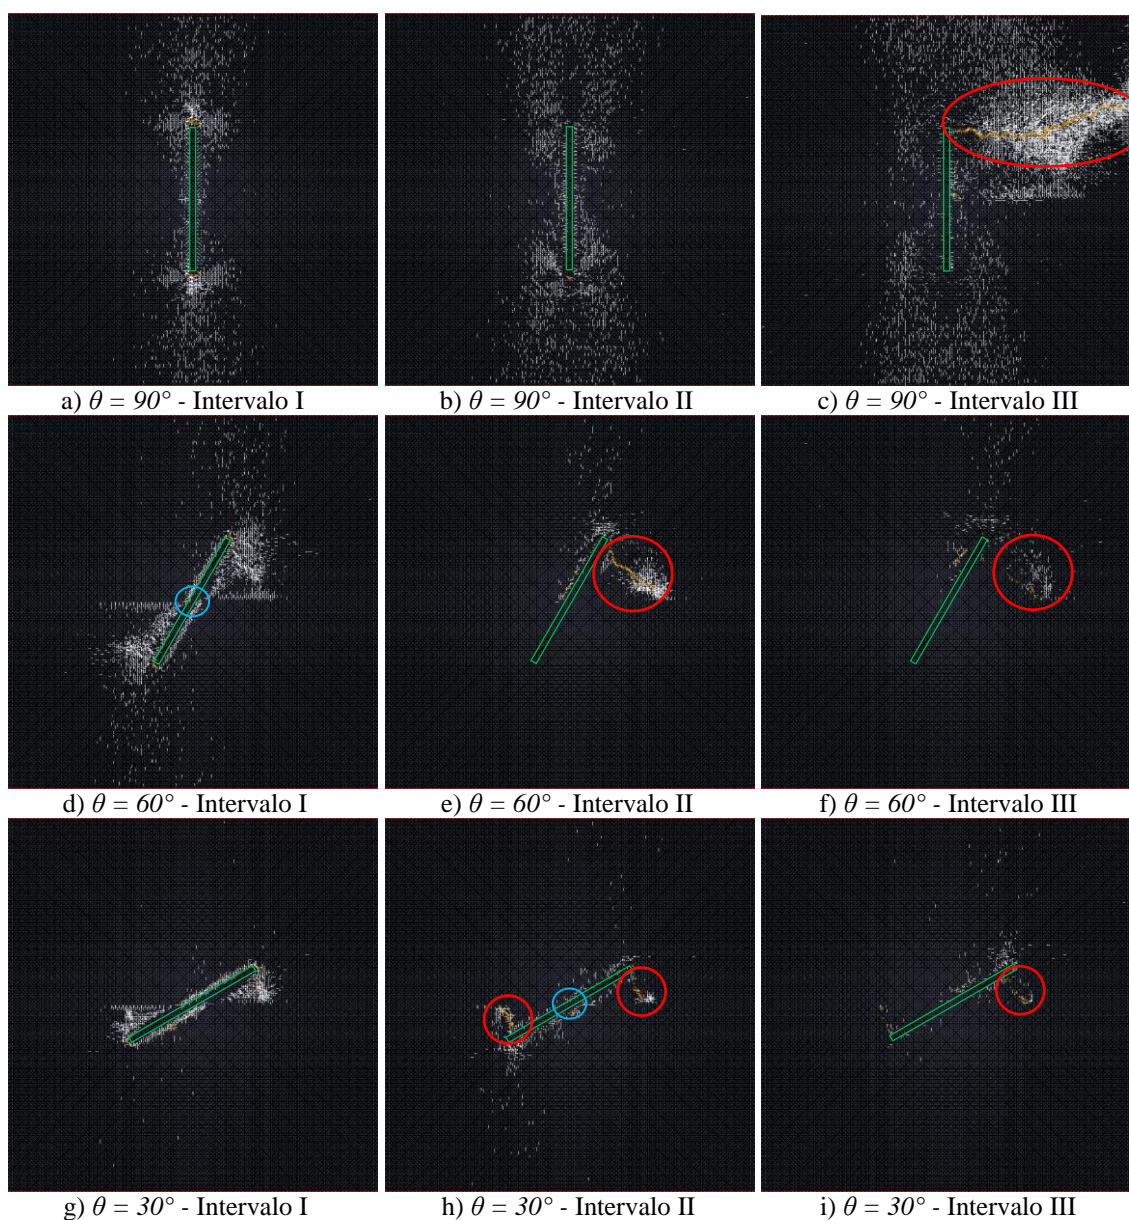 a) θ = 90° - Intervalo I
b) θ = 90° - Intervalo II
c) θ = 90° - Intervalo III
d) θ = 60° - Intervalo I
e) θ = 60° - Intervalo II
f) θ = 60° - Intervalo III
g) θ = 30° - Intervalo I
h) θ = 30° - Intervalo II
i) θ = 30° - Intervalo III